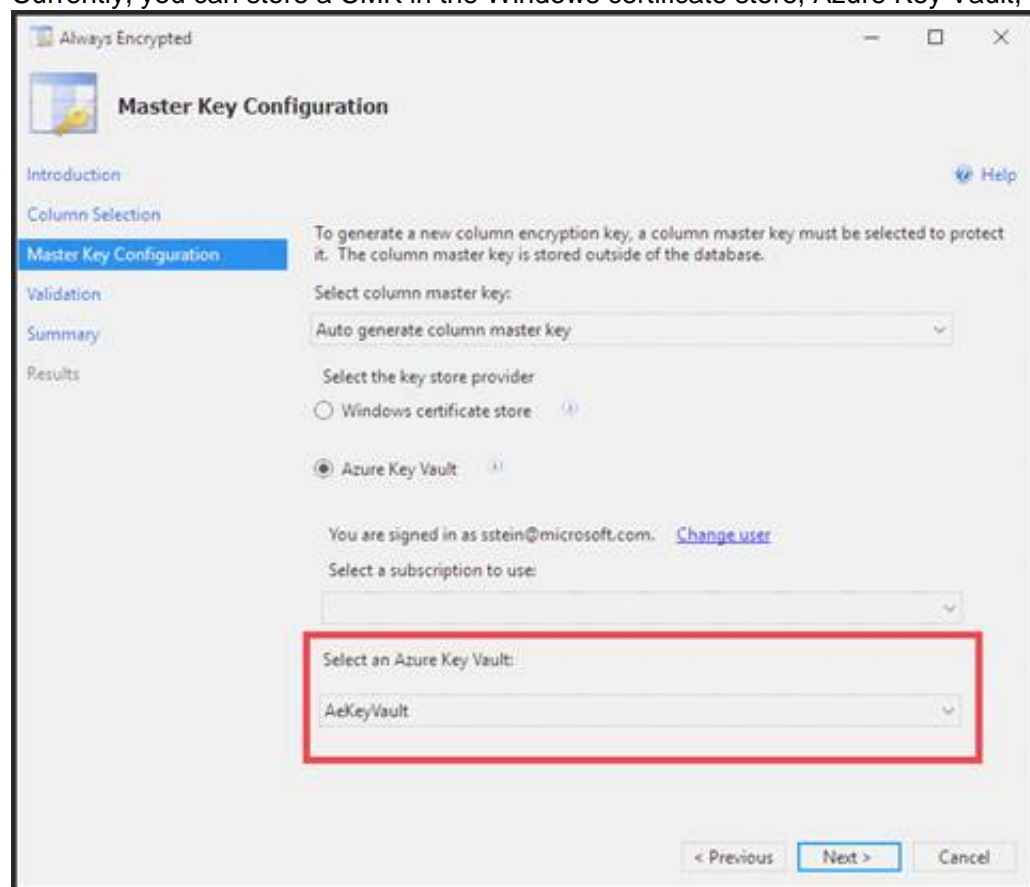 Currently, you can store a CMK in the Windows certificate store, Azure Key Vault,
Always Encrypted
Master Key Configuration
Introduction
Help
Column Selection
Master Key Configuration
Validation
Summary
Results
To generate a new column encryption key, a column master key must be selected to protect
it. The column master key is stored outside of the database.
Select column master key:
Auto generate column master key
Select the key store provider
Windows certificate store
Azure Key Vault
You are signed in as sstein@microsoft.com. Change user
Select a subscription to use:
Select an Azure Key Vault:
AeKeyVault
< Previous
Next >
Cancel